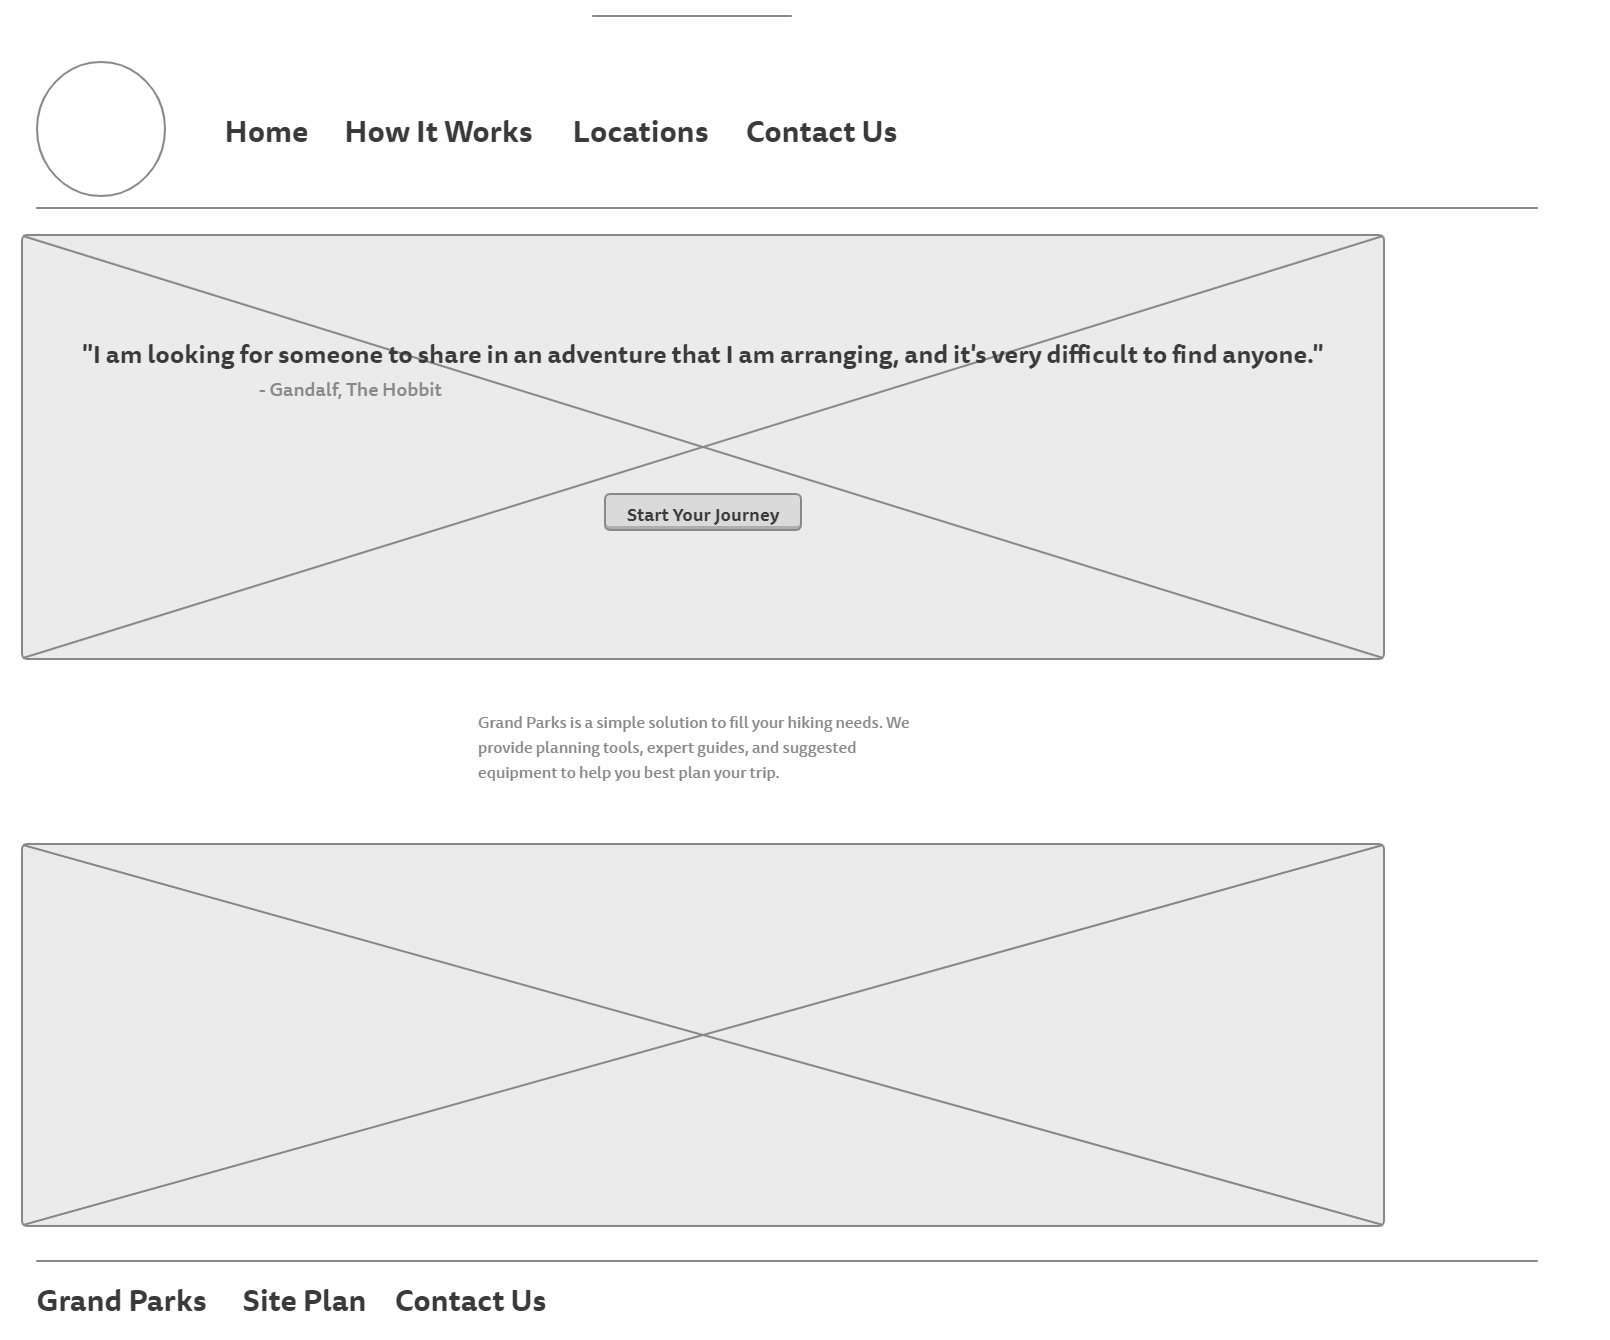 Home How It Works Locations Contact Us
"I am looking for someone to share in an adventure that I am arranging, and it's very difficult to find anyone."
- Gandalf, The Hobbit
Start Your Journey
Grand Parks is a simple solution to fill your hiking needs. We
provide planning tools, expert guides, and suggested
equipment to help you best plan your trip.
Grand Parks Site Plan Contact Us